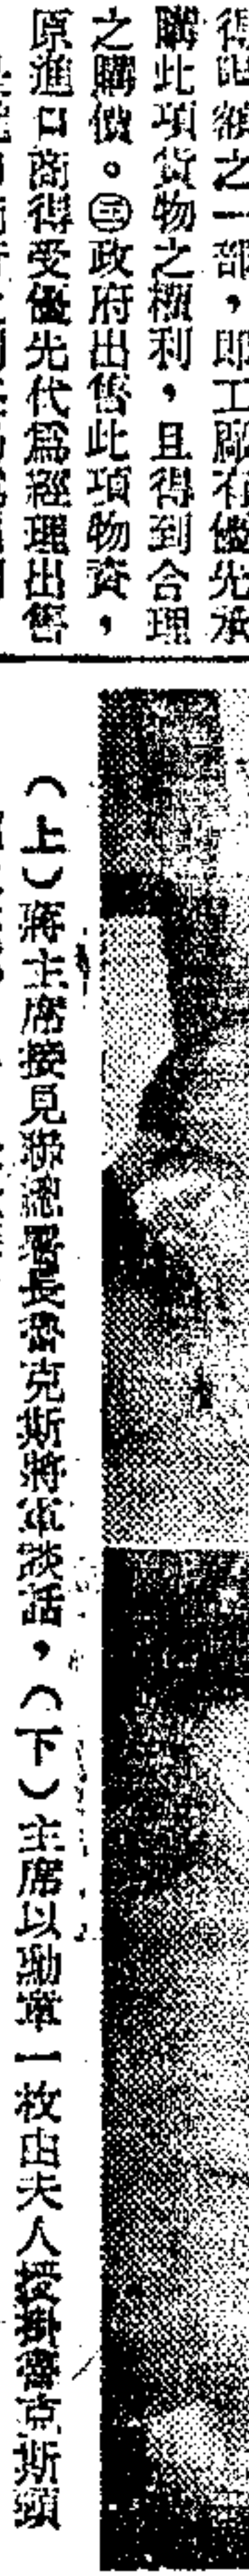 得此額之一部，即工廠有優先承
購此項貨物之權利，且得到合理
之購價。㊂政府出售此項物資，
原進口商得受優先代為經理出售
（上）蔣主席接見聯總署長魯克斯將軍談話，（下）主席以勳章一枚由夫人授掛魯克斯頸